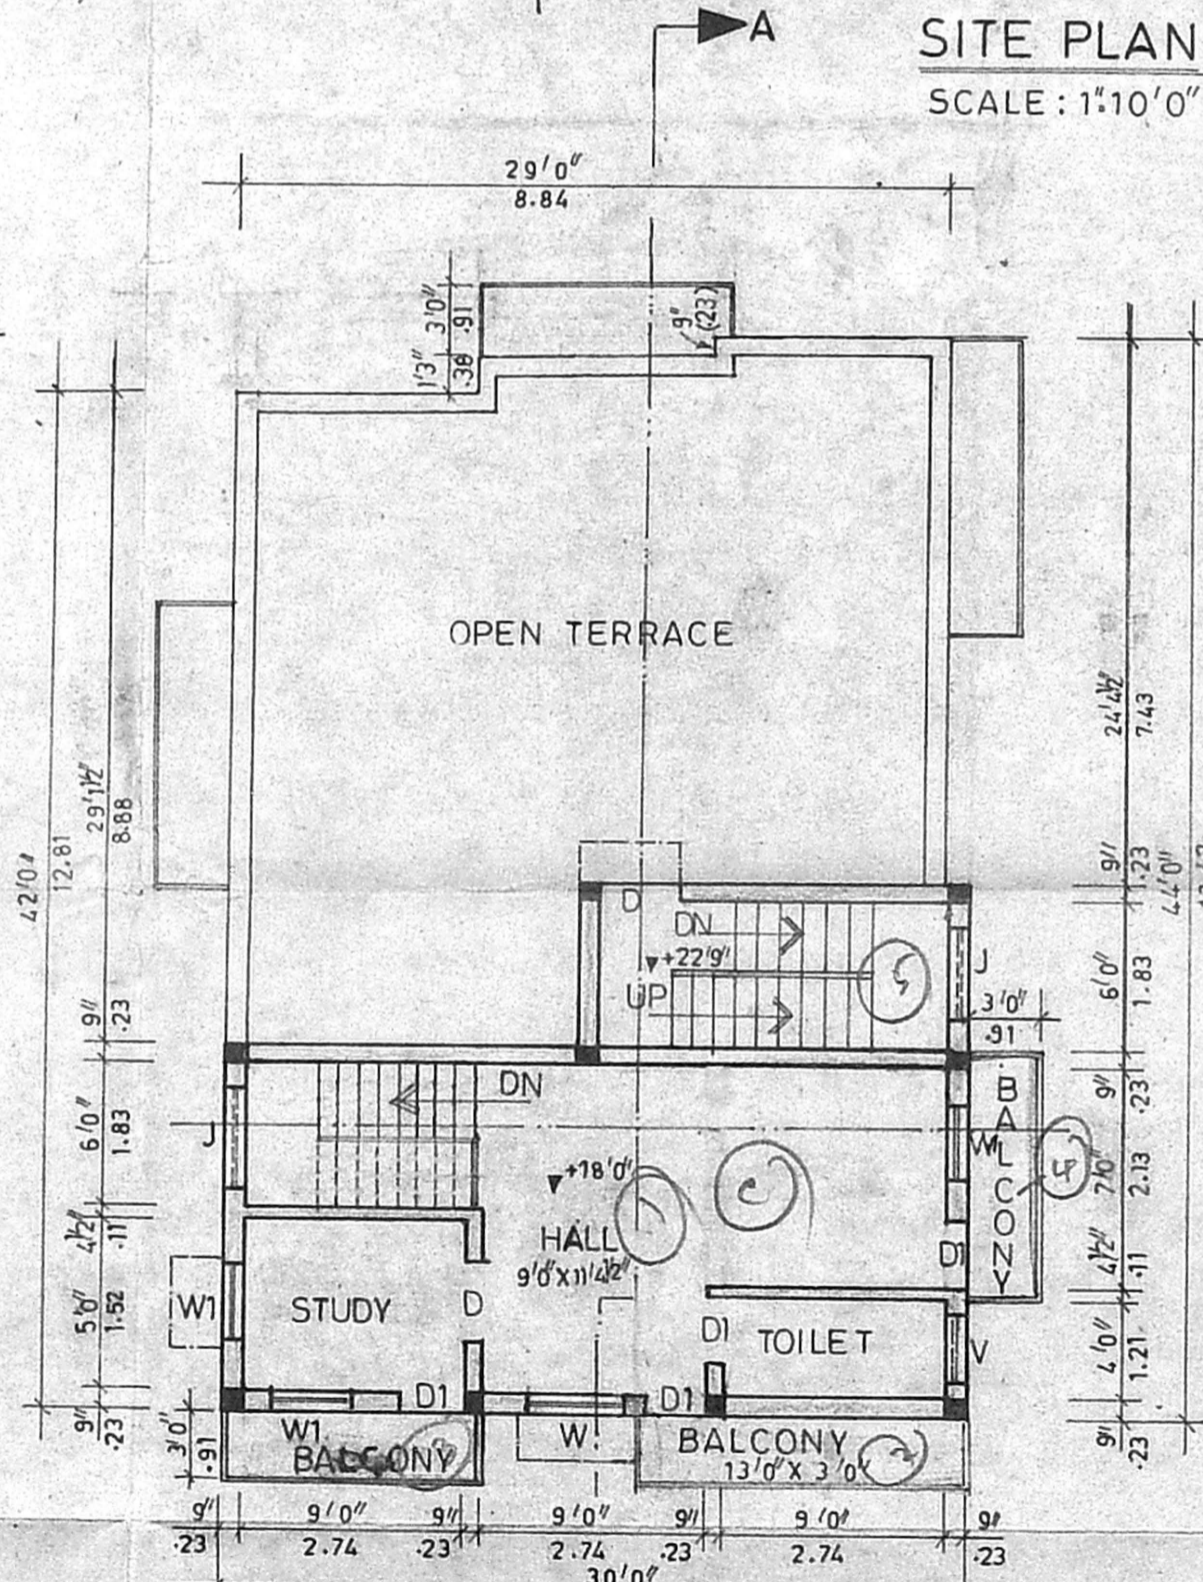 A
SITE PLAN
SCALE : 1":10'0"
29'0"
8.84
3'0"
.91
9"
(.23)
1'3"
.38
OPEN TERRACE
24'4½"
7.43
29'1½"
8.88
42'0"
12.81
9"
.23
44'0"
D
DN
+22'9"
UP
J
6'0"
1.83
3'0"
.91
9"
.23
DN
6'0"
1.83
J
BALCONY
W1
9"
.23
7'0"
2.13
+18'0"
HALL
9'0" X 11'4½"
4½"
.11
D1
4½"
.11
W1
STUDY
D
D1
TOILET
V
5'0"
1.52
4'0"
1.21
D1
D1
9"
.23
3'0"
.91
W1
BALCONY
W
BALCONY
13'0" X 3'0"
9"
.23
9" 9'0" 9" 9'0" 9" 9'0" 9"
.23 2.74 .23 2.74 .23 2.74 .23
30'0"